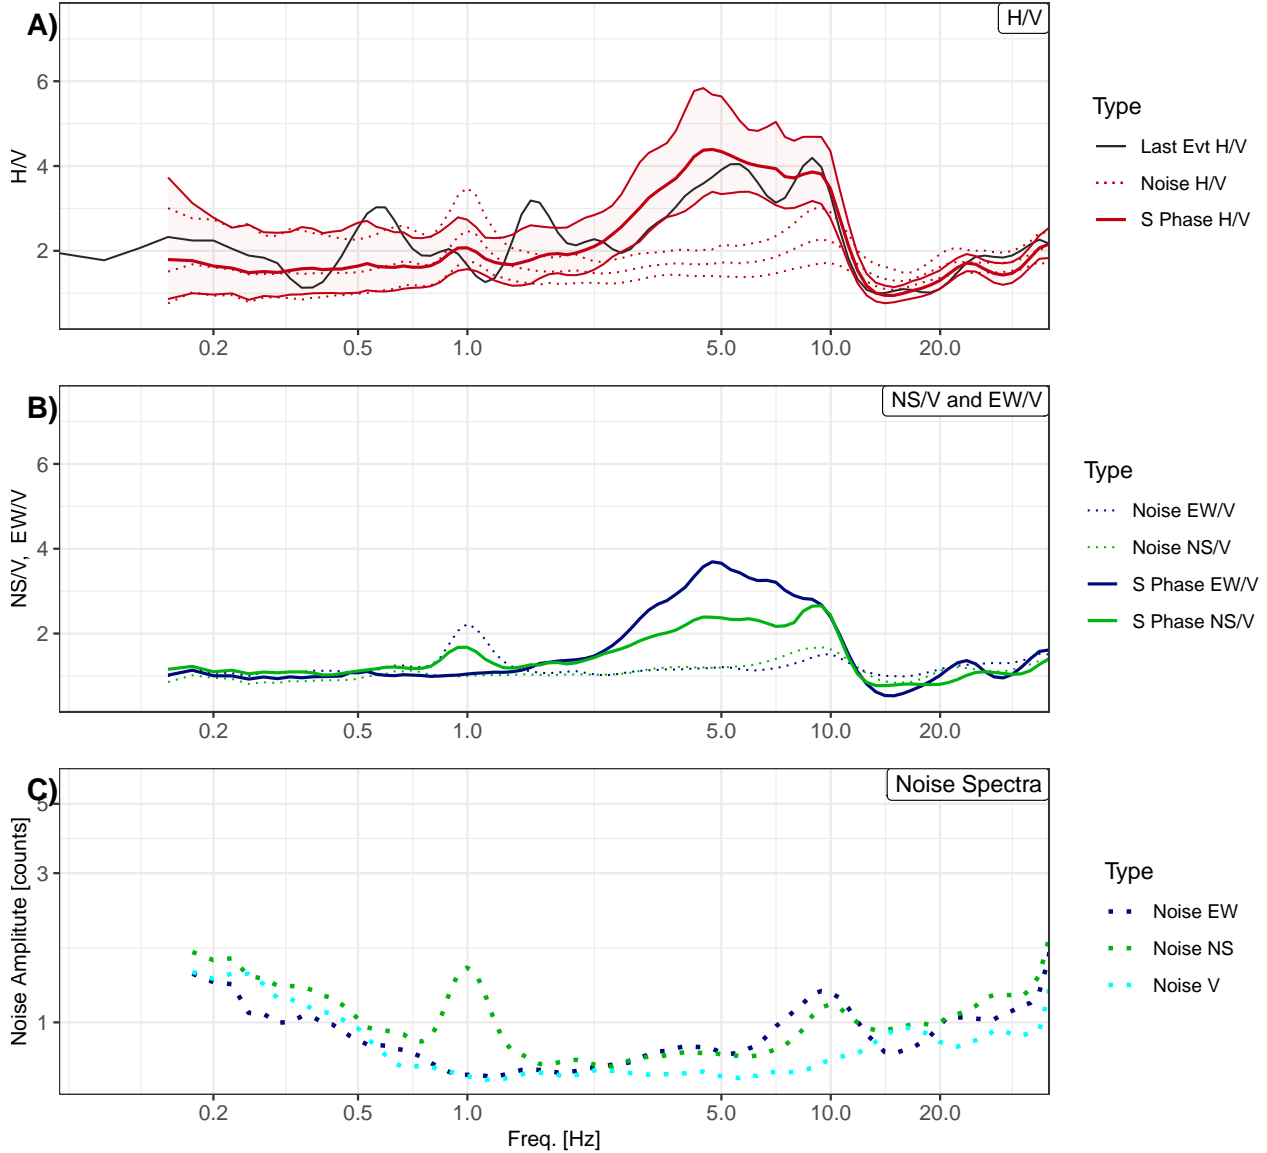 A)
H/V
6
4
2
H/V
0.2 0.5 1.0 5.0 10.0 20.0
Type
Last Evt H/V
Noise H/V
S Phase H/V
B)
NS/V and EW/V
6
4
2
NS/V,  EW/V
0.2 0.5 1.0 5.0 10.0 20.0
Type
Noise EW/V
Noise NS/V
S Phase EW/V
S Phase NS/V
C)
Noise Spectra
5
3
1
Noise Amplitute [counts]
0.2 0.5 1.0 5.0 10.0 20.0
Freq. [Hz]
Type
Noise EW
Noise NS
Noise V